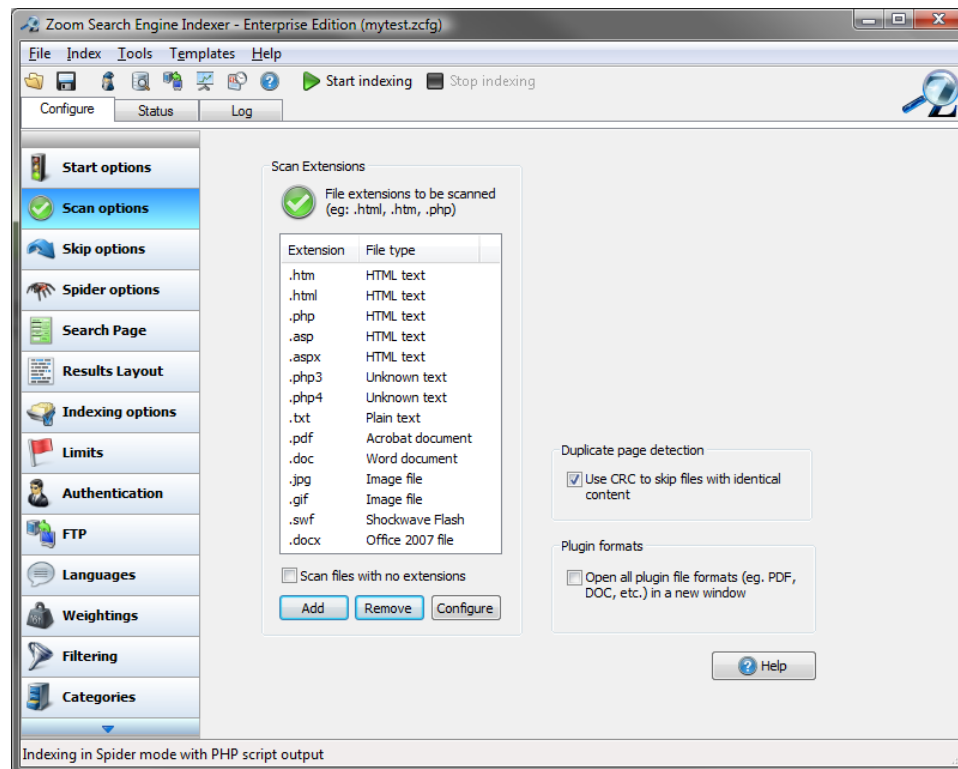 Zoom Search Engine Indexer - Enterprise Edition (mytest.zcfg)
File Index Tools Templates Help
Start indexing Stop indexing
Configure Status Log
Start options
Scan options
Skip options
Spider options
Search Page
Results Layout
Indexing options
Limits
Authentication
FTP
Languages
Weightings
Filtering
Categories
Scan Extensions
File extensions to be scanned
(eg: .html, .htm, .php)
Extension File type
.htm HTML text
.html HTML text
.php HTML text
.asp HTML text
.aspx HTML text
.php3 Unknown text
.php4 Unknown text
.txt Plain text
.pdf Acrobat document
.doc Word document
.jpg Image file
.gif Image file
.swf Shockwave Flash
.docx Office 2007 file
Scan files with no extensions
Add Remove Configure
Duplicate page detection
Use CRC to skip files with identical
content
Plugin formats
Open all plugin file formats (eg. PDF,
DOC, etc.) in a new window
Help
Indexing in Spider mode with PHP script output